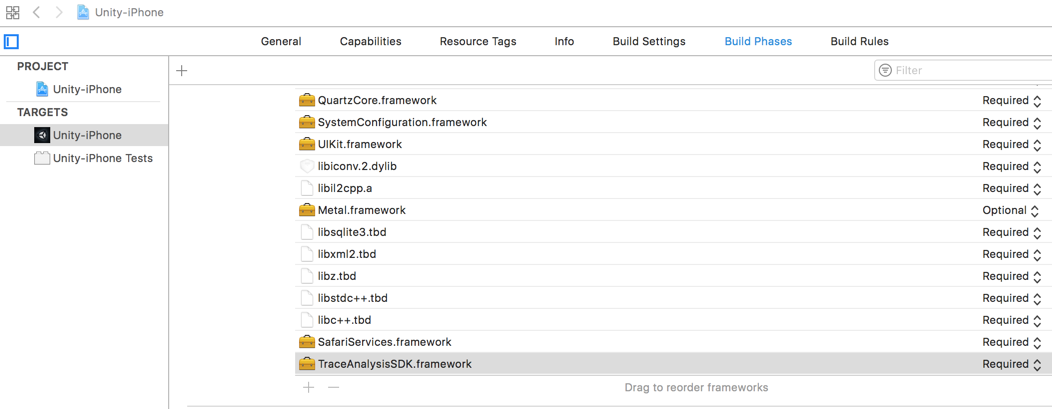 Unity-iPhone
General Capabilities Resource Tags Info Build Settings Build Phases Build Rules
PROJECT
Unity-iPhone
TARGETS
Unity-iPhone
Unity-iPhone Tests
Filter
QuartzCore.framework Required
SystemConfiguration.framework Required
UIKit.framework Required
libiconv.2.dylib Required
libil2cpp.a Required
Metal.framework Optional
libsqlite3.tbd Required
libxml2.tbd Required
libz.tbd Required
libstdc++.tbd Required
libc++.tbd Required
SafariServices.framework Required
TraceAnalysisSDK.framework Required
Drag to reorder frameworks